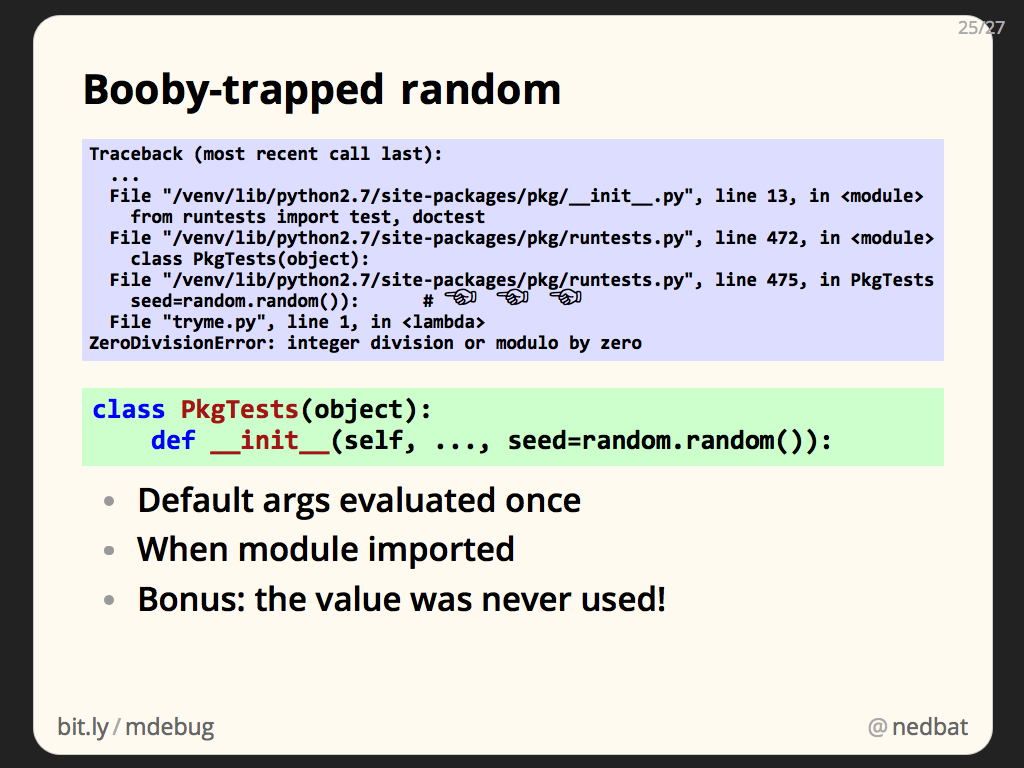 25/27
Booby-trapped random
Traceback (most recent call last):
  ...
  File "/venv/lib/python2.7/site-packages/pkg/__init__.py", line 13, in <module>
    from runtests import test, doctest
  File "/venv/lib/python2.7/site-packages/pkg/runtests.py", line 472, in <module>
    class PkgTests(object):
  File "/venv/lib/python2.7/site-packages/pkg/runtests.py", line 475, in PkgTests
    seed=random.random()):      # ☜ ☜ ☜
  File "tryme.py", line 1, in <lambda>
ZeroDivisionError: integer division or modulo by zero
class PkgTests(object):
    def __init__(self, ..., seed=random.random()):
• Default args evaluated once
• When module imported
• Bonus: the value was never used!
bit.ly/mdebug
@nedbat